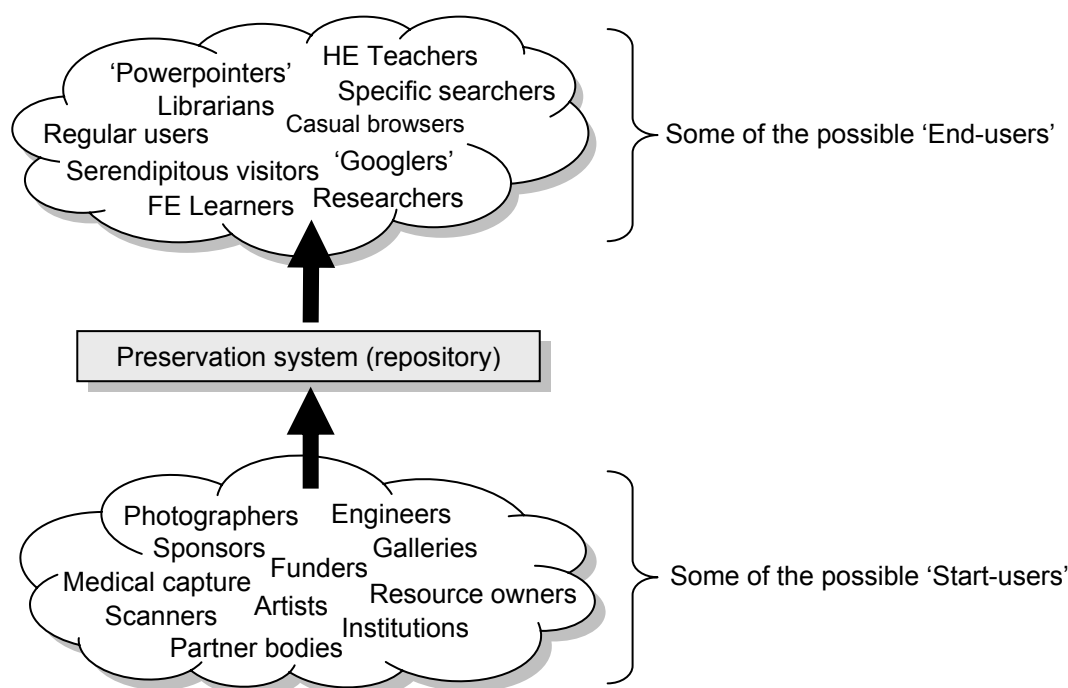 HE Teachers
‘Powerpointers’
Specific searchers
Librarians
Casual browsers
Regular users
Some of the possible ‘End-users’
‘Googlers’
Serendipitous visitors
Researchers
FE Learners
Preservation system (repository)
Photographers
Engineers
Sponsors
Galleries
Funders
Medical capture
Some of the possible ‘Start-users’
Resource owners
Artists
Scanners
Institutions
Partner bodies